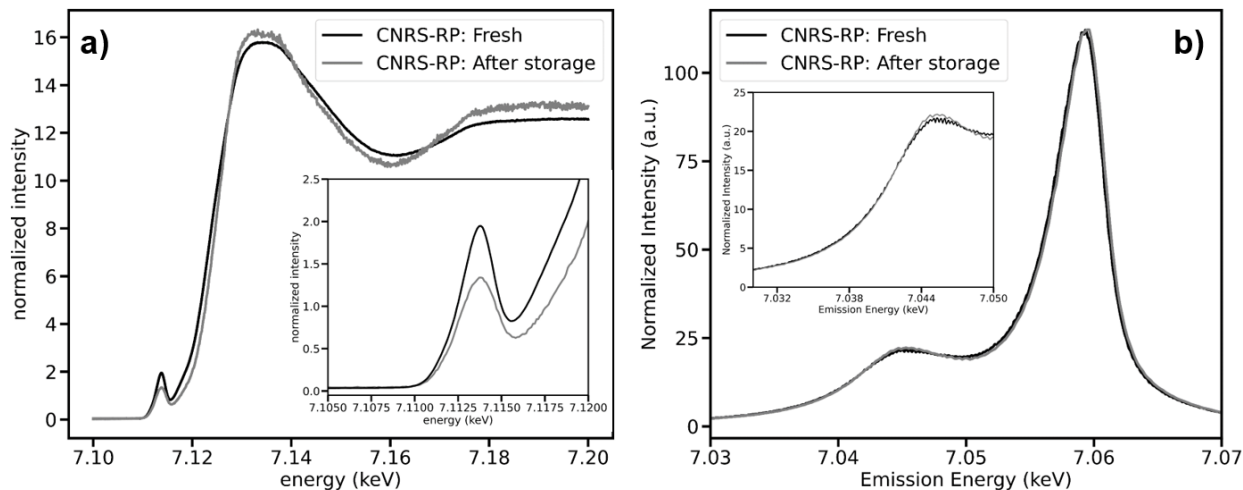 a)
CNRS-RP: Fresh
CNRS-RP: After storage
normalized intensity
16
14
12
10
8
6
4
2
0
7.10 7.12 7.14 7.16 7.18 7.20
energy (keV)
normalized intensity
2.5
2.0
1.5
1.0
0.5
0.0
7.1050 7.1075 7.1100 7.1125 7.1150 7.1175 7.1200
energy (keV)
b)
CNRS-RP: Fresh
CNRS-RP: After storage
Normalized Intensity (a.u.)
100
75
50
25
0
7.03 7.04 7.05 7.06 7.07
Emission Energy (keV)
Normalized Intensity (a.u.)
25
20
15
10
5
0
7.032 7.038 7.044 7.050
Emission Energy (keV)